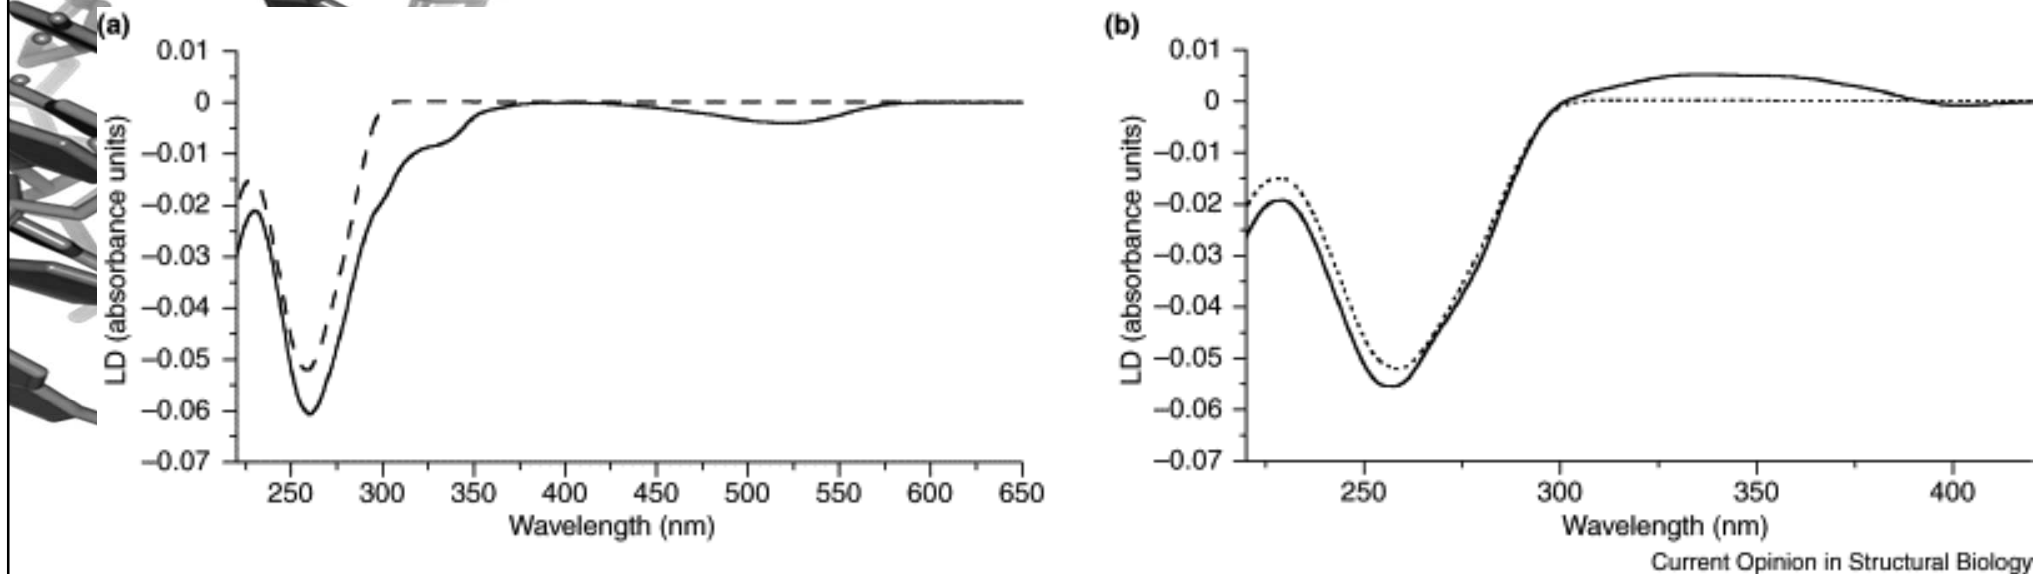 (a)
0.01
0
–0.01
–0.02
–0.03
–0.04
–0.05
–0.06
–0.07
LD (absorbance units)
250 300 350 400 450 500 550 600 650
Wavelength (nm)
(b)
0.01
0
–0.01
–0.02
–0.03
–0.04
–0.05
–0.06
–0.07
LD (absorbance units)
250 300 350 400
Wavelength (nm)
Current Opinion in Structural Biology